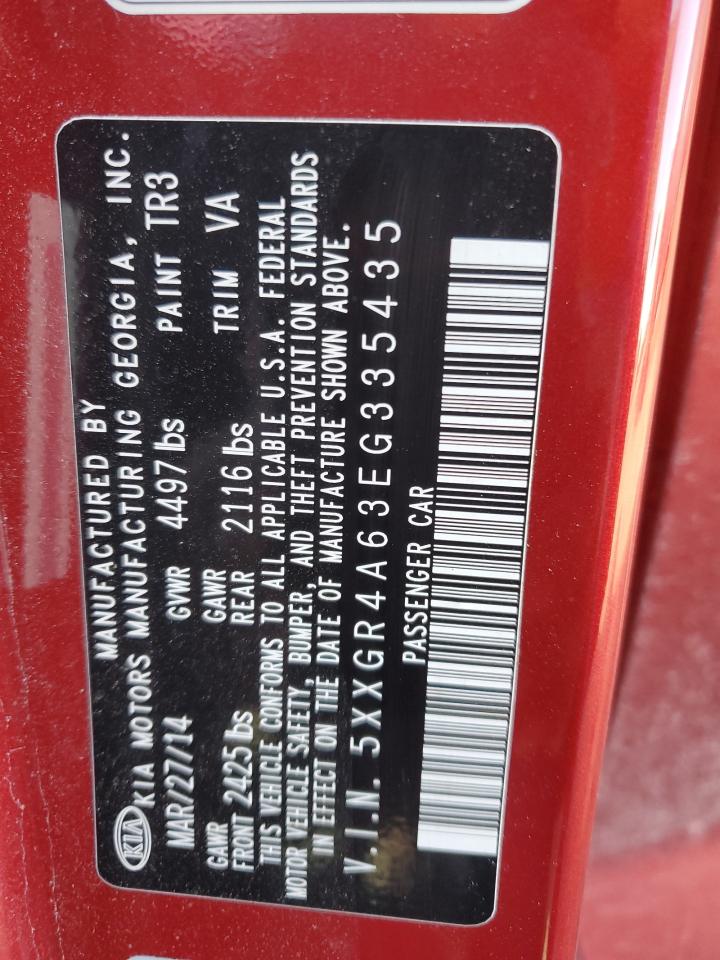 MANUFACTURED BY
KIA KIA MOTORS MANUFACTURING GEORGIA, INC.
MAR/27/14 GVWR 4497 lbs PAINT TR3
GAWR FRONT 2425 lbs GAWR REAR 2116 lbs TRIM VA
THIS VEHICLE CONFORMS TO ALL APPLICABLE U.S.A. FEDERAL
MOTOR VEHICLE SAFETY, BUMPER, AND THEFT PREVENTION STANDARDS
IN EFFECT ON THE DATE OF MANUFACTURE SHOWN ABOVE.
V.I.N. 5XXGR4A63EG335435
PASSENGER CAR